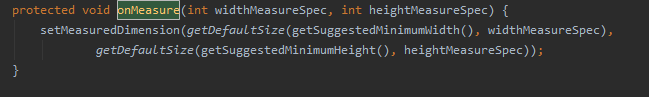 protected void onMeasure(int widthMeasureSpec, int heightMeasureSpec) {
setMeasuredDimension(getDefaultSize(getSuggestedMinimumWidth(), widthMeasureSpec),
getDefaultSize(getSuggestedMinimumHeight(), heightMeasureSpec));
}